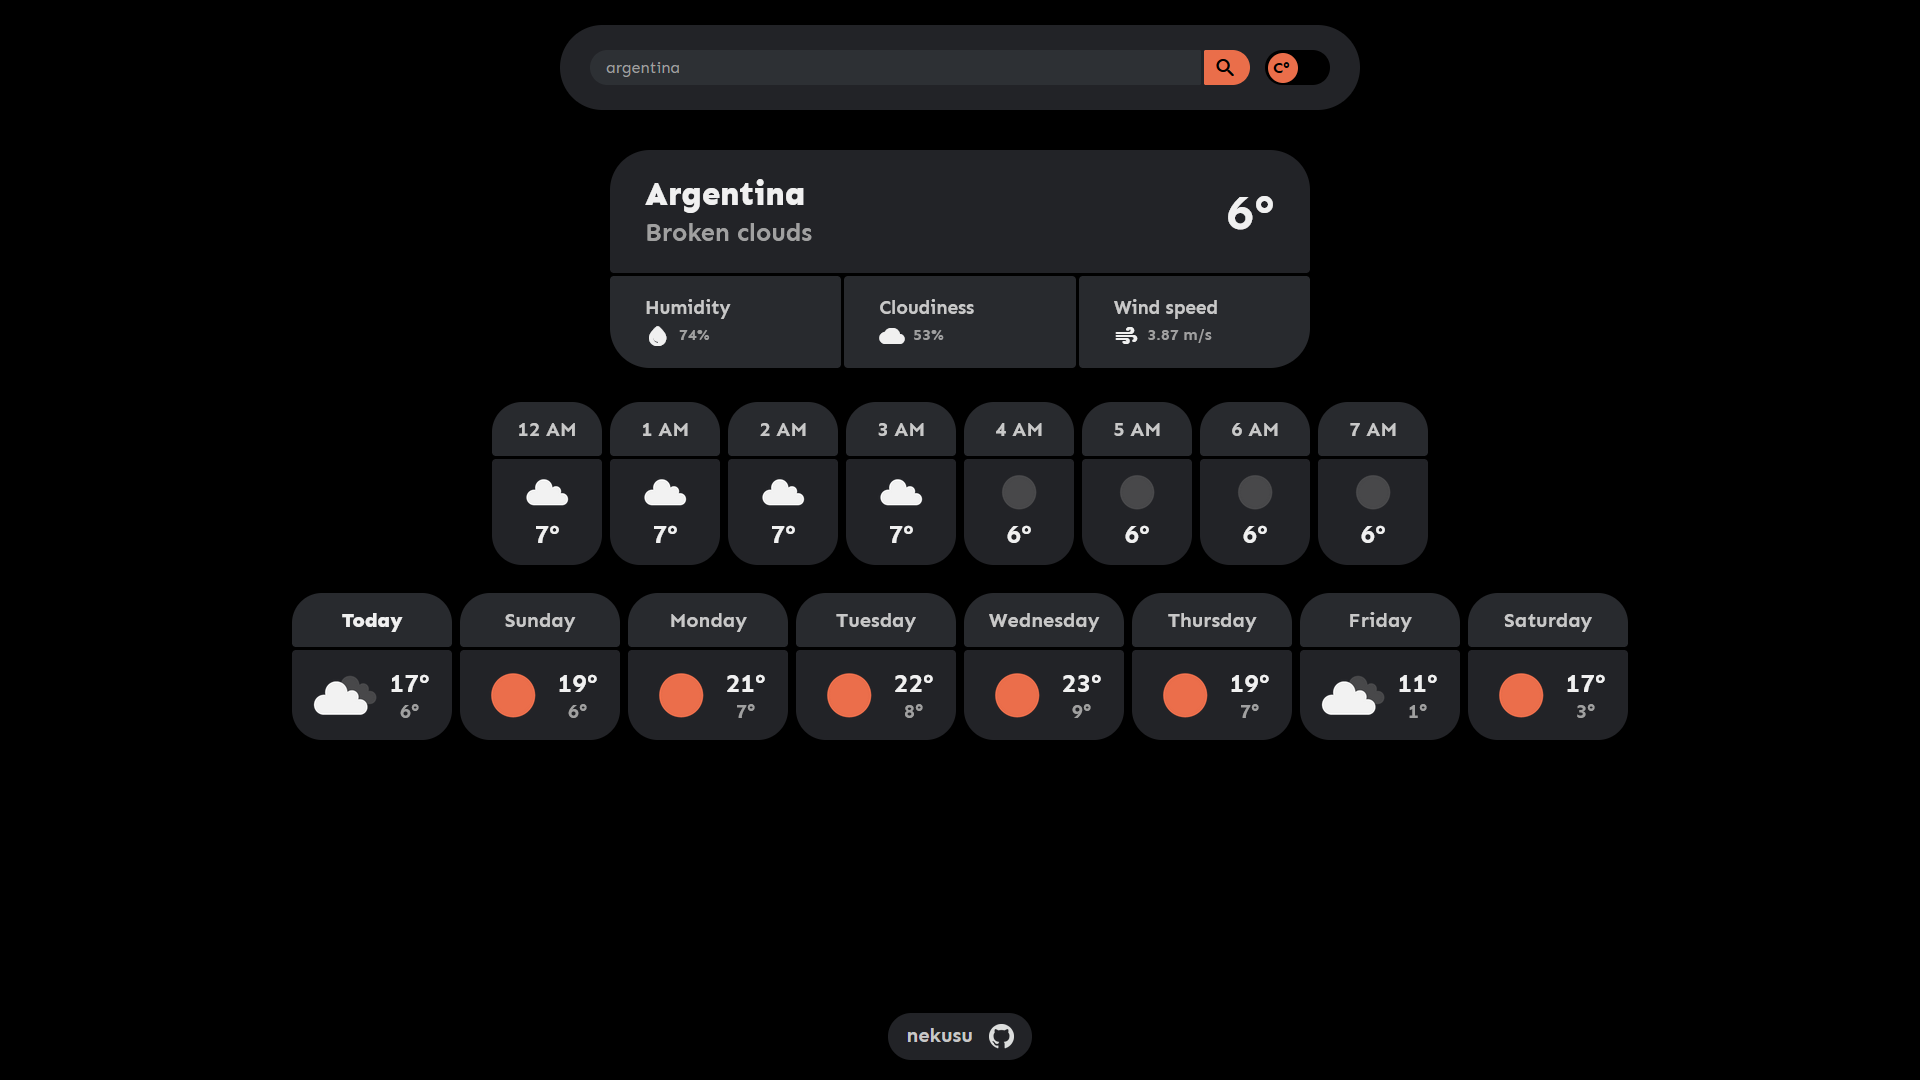 argentina
C°
Argentina
Broken clouds
6°
Humidity
74%
Cloudiness
53%
Wind speed
3.87 m/s
12 AM
7°
1 AM
7°
2 AM
7°
3 AM
7°
4 AM
6°
5 AM
6°
6 AM
6°
7 AM
6°
Today
17°
6°
Sunday
19°
6°
Monday
21°
7°
Tuesday
22°
8°
Wednesday
23°
9°
Thursday
19°
7°
Friday
11°
1°
Saturday
17°
3°
nekusu